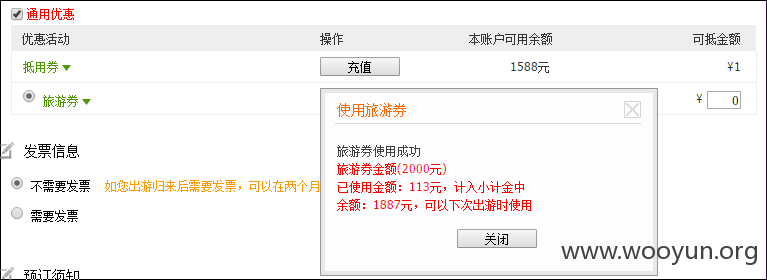 通用优惠
优惠活动 操作 本账户可用余额 可抵金额
抵用券 充值 1588元 ¥1
旅游券 ¥ 0
使用旅游券
旅游券使用成功
旅游券金额(2000元)
已使用金额：113元，计入小计金中
余额：1887元，可以下次出游时使用
关闭
发票信息
不需要发票 如您出游归来后需要发票，可以在两个月
需要发票
预订须知
www.wooyun.org